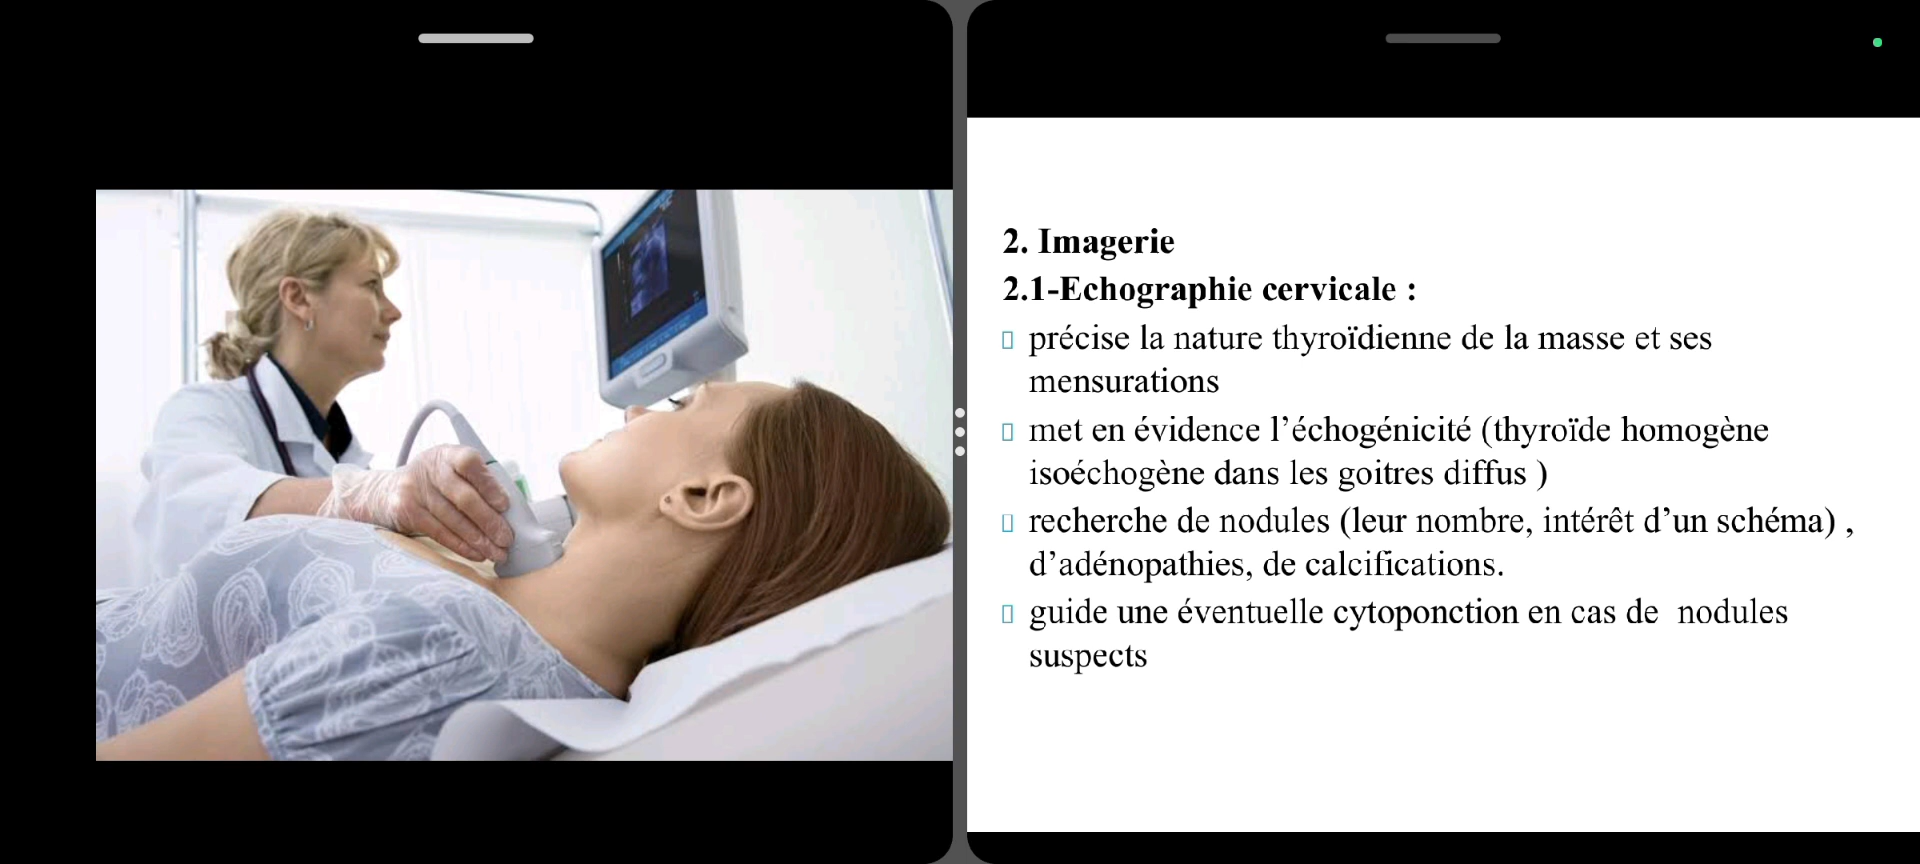 2. Imagerie
2.1-Echographie cervicale :
précise la nature thyroïdienne de la masse et ses
mensurations
met en évidence l’échogénicité (thyroïde homogène
isoéchogène dans les goitres diffus )
recherche de nodules (leur nombre, intérêt d’un schéma) ,
d’adénopathies, de calcifications.
guide une éventuelle cytoponction en cas de  nodules
suspects